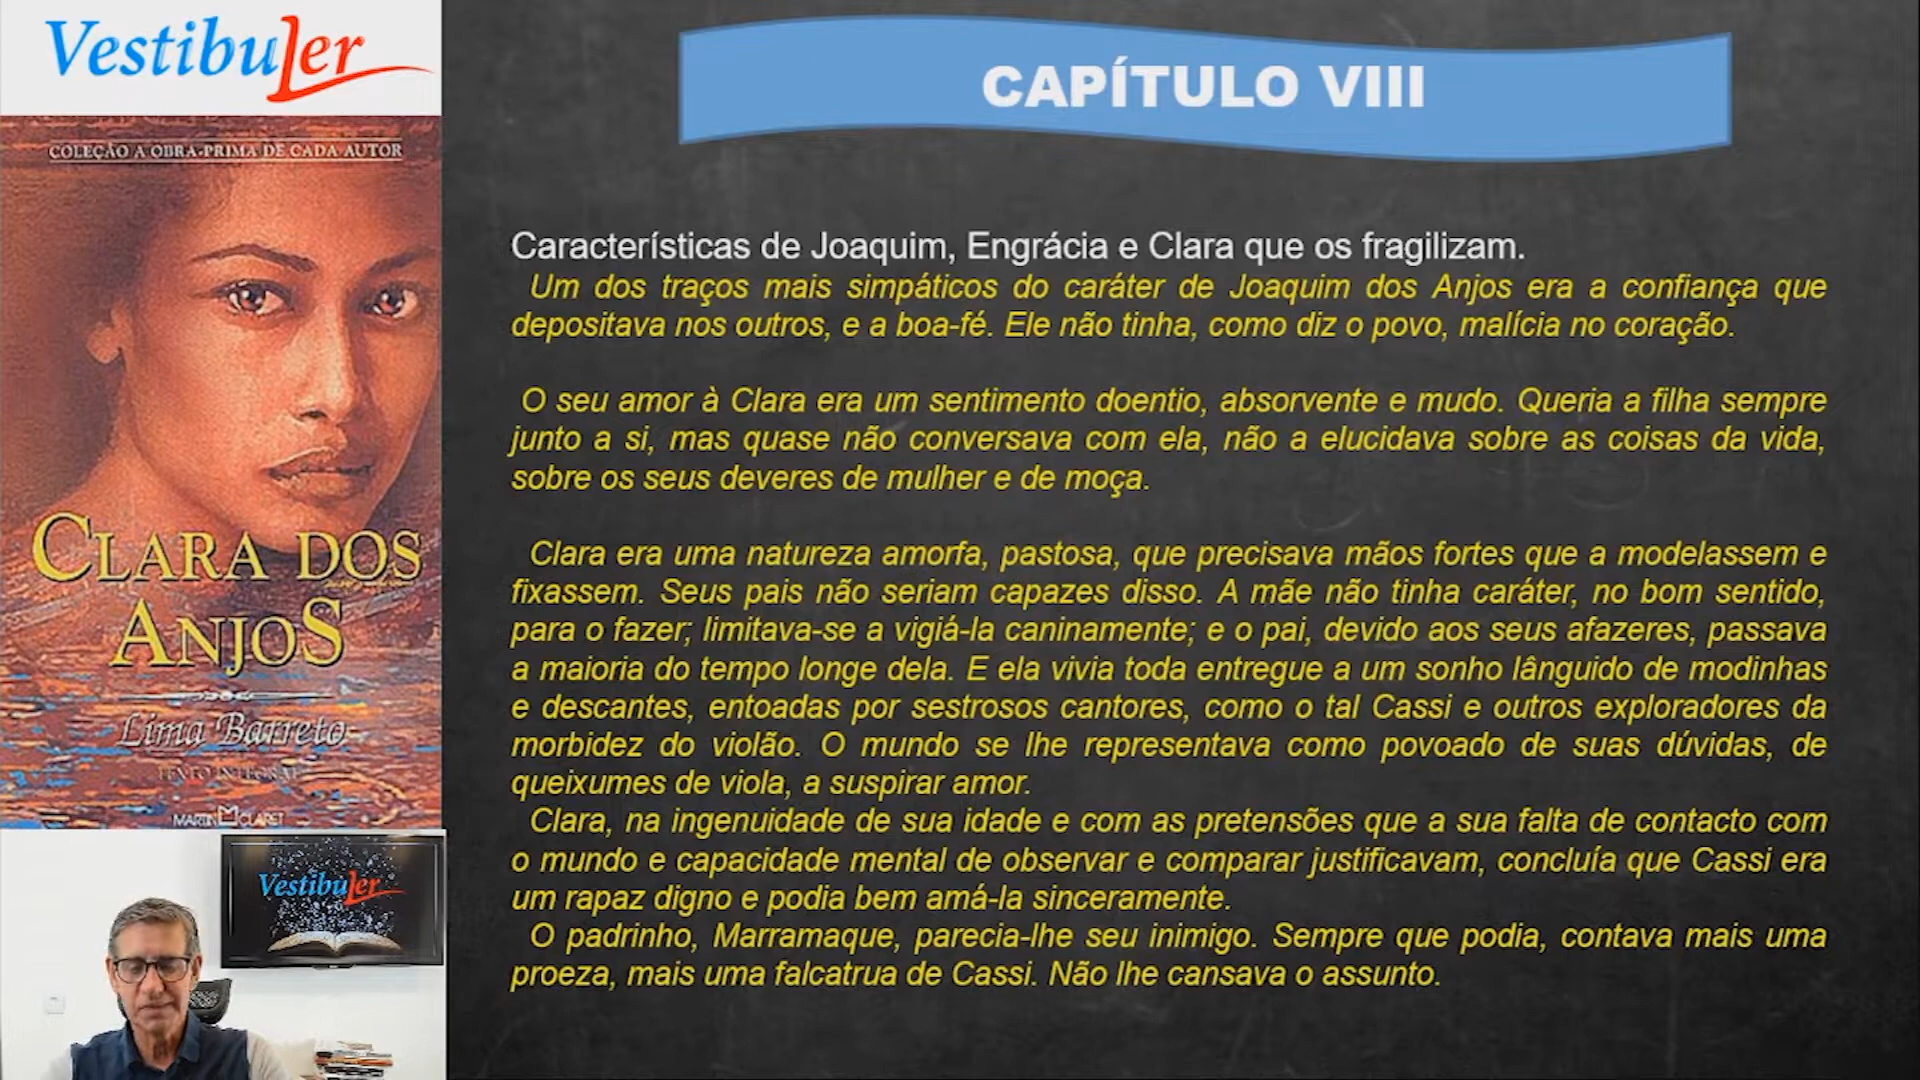 Vestibuler
COLEÇÃO A OBRA-PRIMA DE CADA AUTOR
CLARA DOS
ANJOS
Lima Barreto
TEXTO INTEGRAL
MARTIN CLARET
Vestibuler
CAPÍTULO VIII
Características de Joaquim, Engrácia e Clara que os fragilizam.
Um dos traços mais simpáticos do caráter de Joaquim dos Anjos era a confiança que
depositava nos outros, e a boa-fé. Ele não tinha, como diz o povo, malícia no coração.
O seu amor à Clara era um sentimento doentio, absorvente e mudo. Queria a filha sempre
junto a si, mas quase não conversava com ela, não a elucidava sobre as coisas da vida,
sobre os seus deveres de mulher e de moça.
Clara era uma natureza amorfa, pastosa, que precisava mãos fortes que a modelassem e
fixassem. Seus pais não seriam capazes disso. A mãe não tinha caráter, no bom sentido,
para o fazer; limitava-se a vigiá-la caninamente; e o pai, devido aos seus afazeres, passava
a maioria do tempo longe dela. E ela vivia toda entregue a um sonho lânguido de modinhas
e descantes, entoadas por sestrosos cantores, como o tal Cassi e outros exploradores da
morbidez do violão. O mundo se lhe representava como povoado de suas dúvidas, de
queixumes de viola, a suspirar amor.
Clara, na ingenuidade de sua idade e com as pretensões que a sua falta de contacto com
o mundo e capacidade mental de observar e comparar justificavam, concluía que Cassi era
um rapaz digno e podia bem amá-la sinceramente.
O padrinho, Marramaque, parecia-lhe seu inimigo. Sempre que podia, contava mais uma
proeza, mais uma falcatrua de Cassi. Não lhe cansava o assunto.